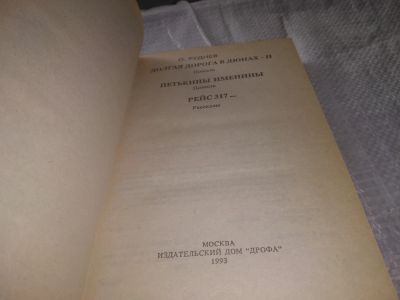 О. РУДНЕВ
ДОЛГАЯ ДОРОГА В ДЮНАХ - II
Повесть
ПЕТЬКИНЫ ИМЕНИНЫ
Повесть
РЕЙС 317 —
Рассказы
МОСКВА
ИЗДАТЕЛЬСКИЙ ДОМ "ДРОФА"
1993